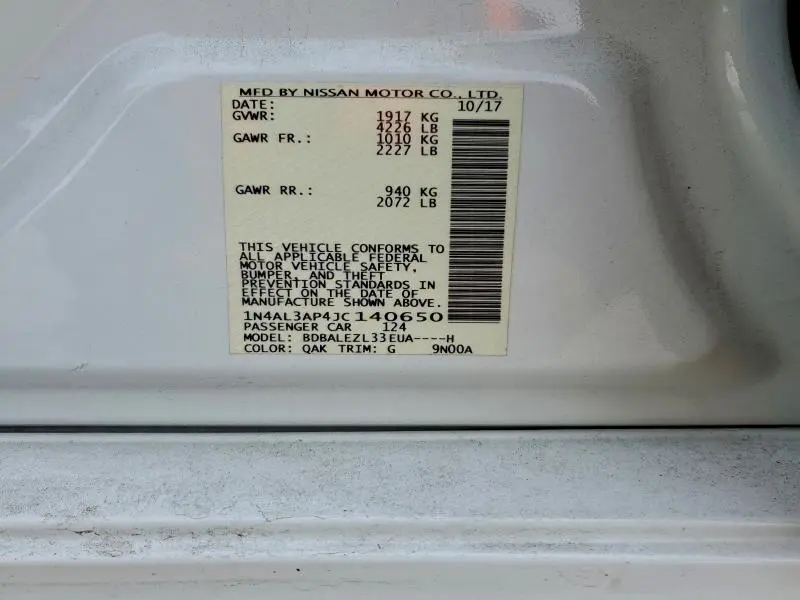 MFD BY NISSAN MOTOR CO., LTD.
DATE: 10/17
GVWR: 1917 KG
4226 LB
GAWR FR.: 1010 KG
2227 LB
GAWR RR.: 940 KG
2072 LB
THIS VEHICLE CONFORMS TO
ALL APPLICABLE FEDERAL
MOTOR VEHICLE SAFETY,
BUMPER, AND THEFT
PREVENTION STANDARDS IN
EFFECT ON THE DATE OF
MANUFACTURE SHOWN ABOVE.
1N4AL3AP4JC140650
PASSENGER CAR 124
MODEL: BDBALEZL33EUA----H
COLOR: QAK TRIM: G 9N00A